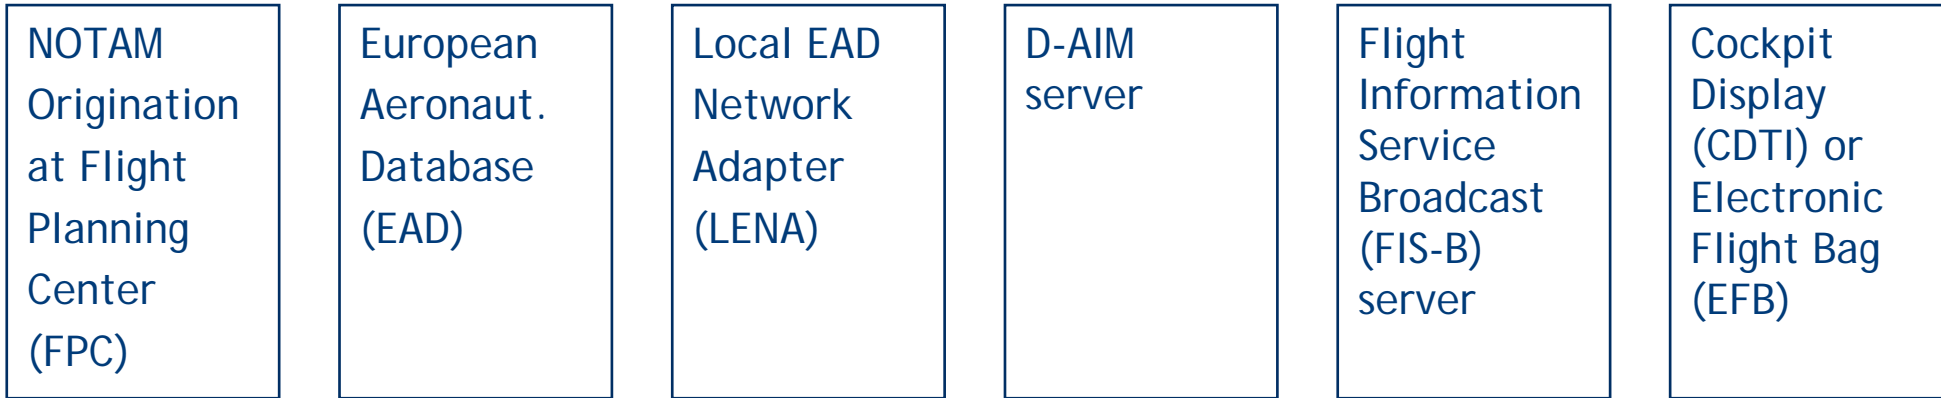 NOTAM
Origination
at Flight
Planning
Center
(FPC)
European
Aeronaut.
Database
(EAD)
Local EAD
Network
Adapter
(LENA)
D-AIM
server
Flight
Information
Service
Broadcast
(FIS-B)
server
Cockpit
Display
(CDTI) or
Electronic
Flight Bag
(EFB)